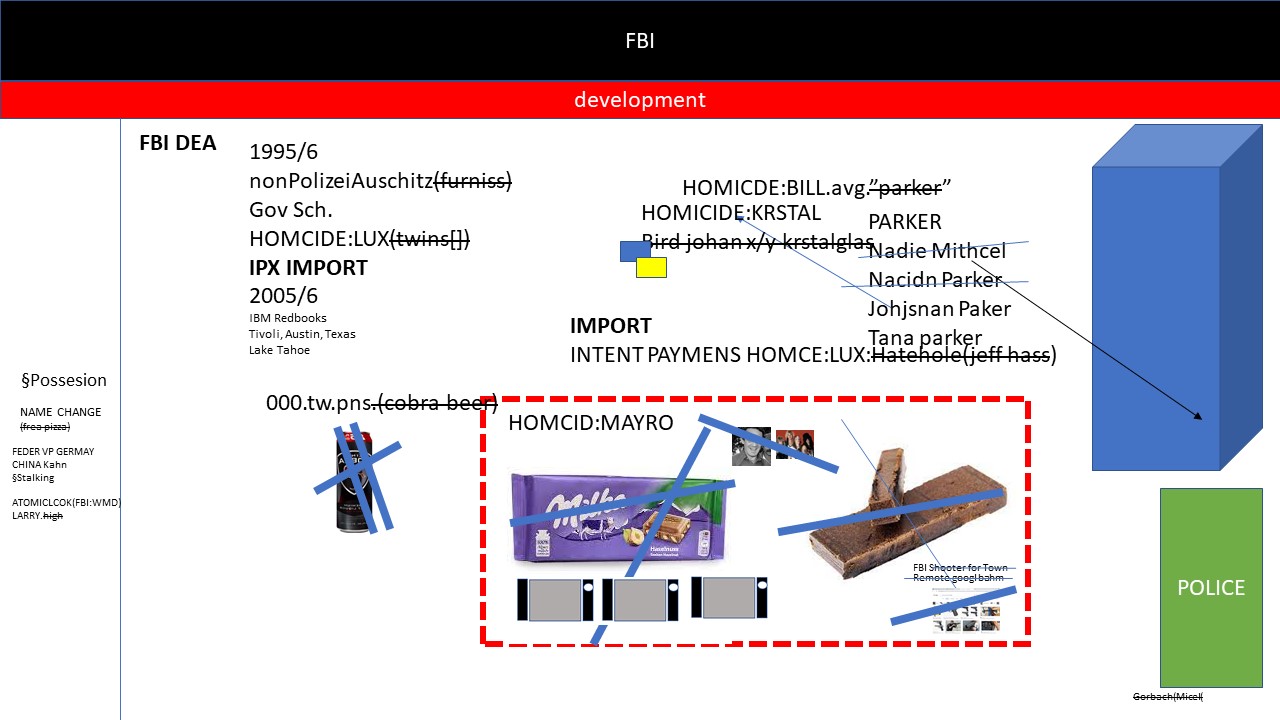 FBI
development
FBI DEA
1995/6
nonPolizeiAuschitz(furniss)
Gov Sch.
HOMCIDE:LUX(twins[])
IPX IMPORT
2005/6
IBM Redbooks
Tivoli, Austin, Texas
Lake Tahoe
HOMICDE:BILL.avg.”parker”
HOMICIDE:KRSTAL
Bird johan x/y krstalglas
PARKER
Nadie Mithcel
Nacidn Parker
Johjsnan Paker
Tana parker
IMPORT
INTENT PAYMENS HOMCE:LUX:Hatehole(jeff hass)
§Possesion
NAME CHANGE
(frea pizza)
FEDER VP GERMAY
CHINA Kahn
§Stalking
ATOMICLCOK(FBI:WMD)
LARRY.high
000.tw.pns.(cobra beer)
HOMCID:MAYRO
Milka
Haselnuss
FBI Shooter for Town
Remote googl bahm
POLICE
Gorbach(Micel(